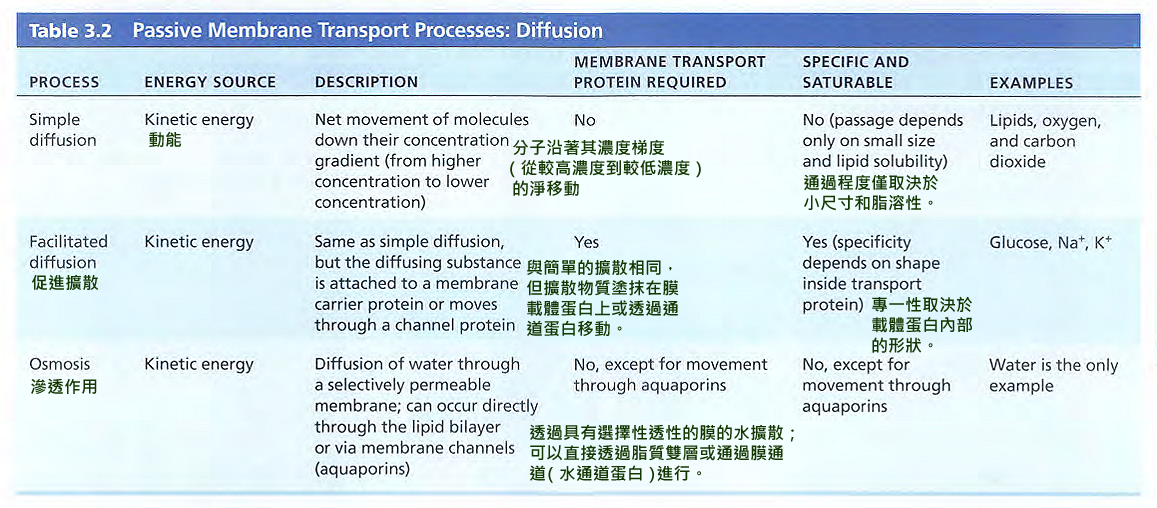 Table 3.2 Passive Membrane Transport Processes: Diffusion
PROCESS
ENERGY SOURCE
DESCRIPTION
MEMBRANE TRANSPORT
PROTEIN REQUIRED
SPECIFIC AND
SATURABLE
EXAMPLES
Simple
diffusion
Kinetic energy
動能
Net movement of molecules
down their concentration
gradient (from higher
concentration to lower
concentration)
分子沿著其濃度梯度
(從較高濃度到較低濃度)
的淨移動
No
No (passage depends
only on small size
and lipid solubility)
通過程度僅取決於
小尺寸和脂溶性。
Lipids, oxygen,
and carbon
dioxide
Facilitated
diffusion
促進擴散
Kinetic energy
Same as simple diffusion,
but the diffusing substance
is attached to a membrane
carrier protein or moves
through a channel protein
Yes
與簡單的擴散相同，
但擴散物質塗抹在膜
載體蛋白上或透過通
道蛋白移動。
Yes (specificity
depends on shape
inside transport
protein)
專一性取決於
載體蛋白內部
的形狀。
Glucose, Na⁺, K⁺
Osmosis
滲透作用
Kinetic energy
Diffusion of water through
a selectively permeable
membrane; can occur directly
through the lipid bilayer
or via membrane channels
(aquaporins)
No, except for movement
through aquaporins
透過具有選擇性透性的膜的水擴散；
可以直接透過脂質雙層或通過膜通
道(水通道蛋白)進行。
No, except for
movement through
aquaporins
Water is the only
example